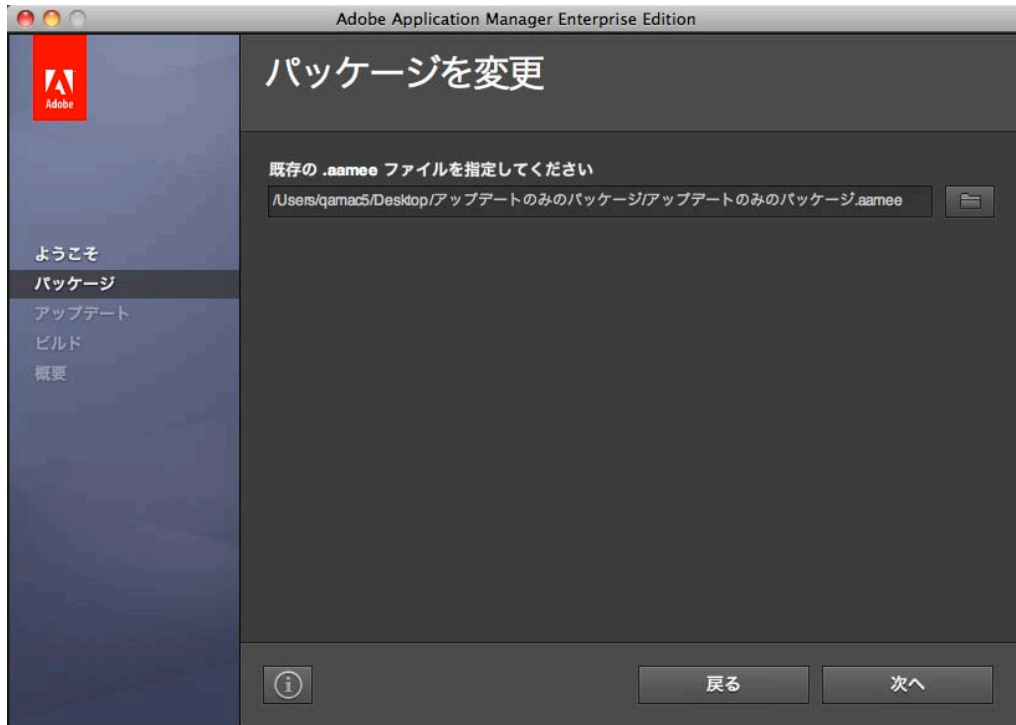 Adobe Application Manager Enterprise Edition
Adobe
パッケージを変更
既存の .aamee ファイルを指定してください
/Users/qamac5/Desktop/アップデートのみのパッケージ/アップデートのみのパッケージ.aamee
ようこそ
パッケージ
アップデート
ビルド
概要
戻る
次へ